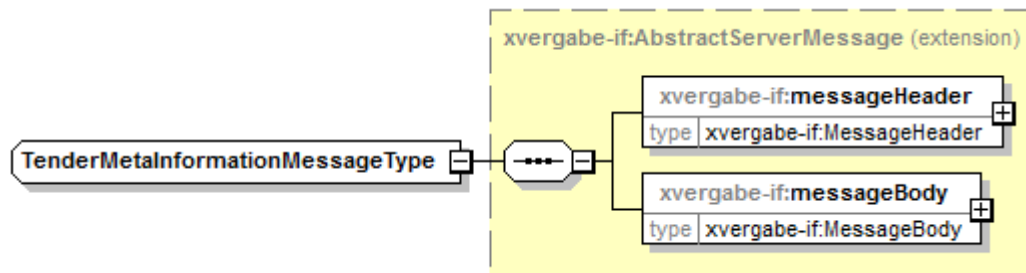 xvergabe-if:AbstractServerMessage (extension)
xvergabe-if:messageHeader
type xvergabe-if:MessageHeader
TenderMetaInformationMessageType
xvergabe-if:messageBody
type xvergabe-if:MessageBody